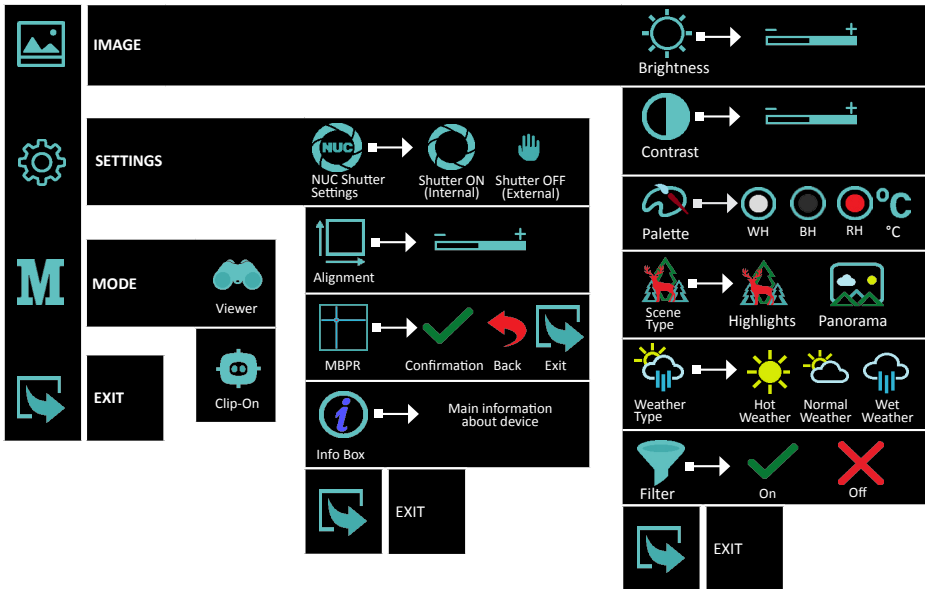 IMAGE
− +
Brightness
− +
Contrast
SETTINGS
NUC
NUC Shutter
Settings
Shutter ON
(Internal)
Shutter OFF
(External)
°C
Palette
WH
BH
RH
°C
− +
Alignment
M
MODE
Viewer
Scene
Type
Highlights
Panorama
MBPR
Confirmation
Back
Exit
EXIT
Clip-On
Weather
Type
Hot
Weather
Normal
Weather
Wet
Weather
i
Info Box
Main information
about device
Filter
On
Off
EXIT
EXIT